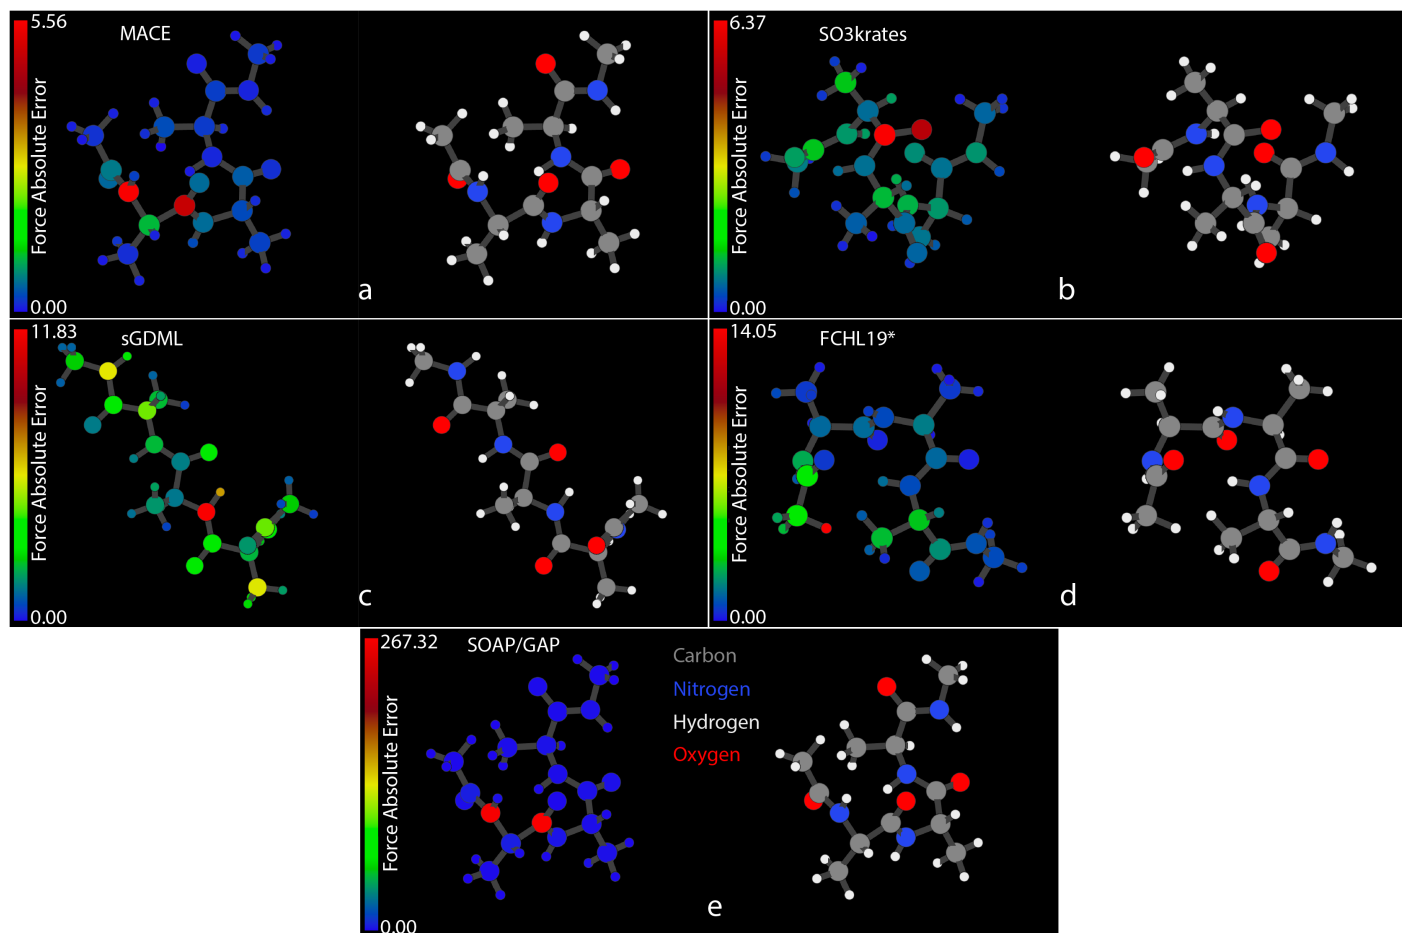 5.56
MACE
Force Absolute Error
0.00
a
6.37
SO3krates
Force Absolute Error
0.00
b
11.83
sGDML
Force Absolute Error
0.00
c
14.05
FCHL19*
Force Absolute Error
0.00
d
267.32
SOAP/GAP
Force Absolute Error
0.00
Carbon
Nitrogen
Hydrogen
Oxygen
e